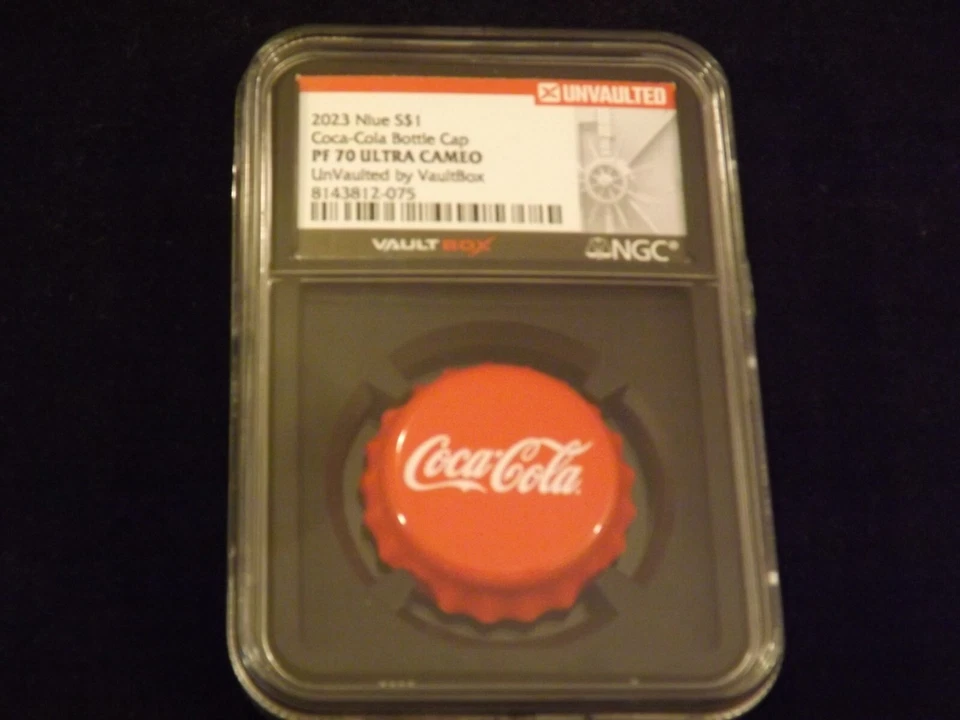 UNVAULTED
2023 Niue S$1
Coca-Cola Bottle Cap
PF 70 ULTRA CAMEO
UnVaulted by VaultBox
8143812-075
VAULTBOX
NGC®
Coca-Cola